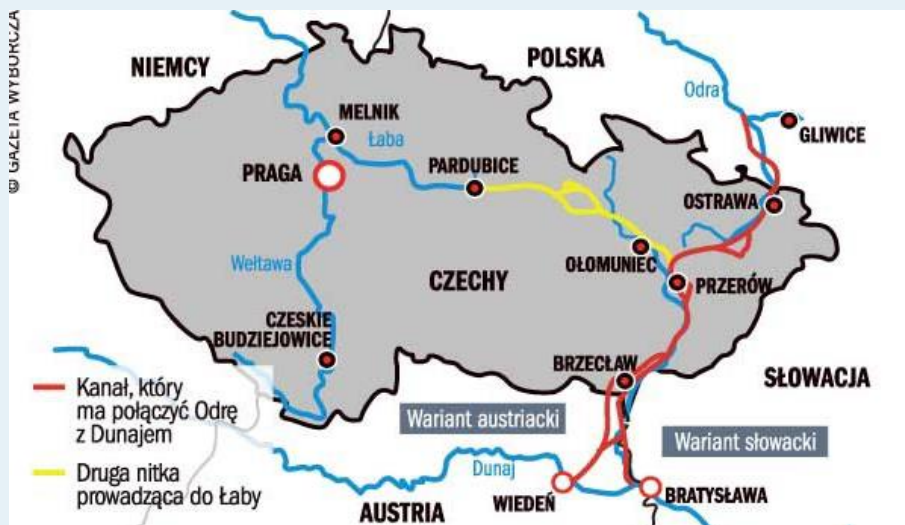 © GAZETA WYBORCZA
NIEMCY
POLSKA
Odra
MELNIK
Łaba
GLIWICE
PRAGA
PARDUBICE
OSTRAWA
Wełtawa
OŁOMUNIEC
CZECHY
PRZERÓW
CZESKIE
BUDZIEJOWICE
BRZECŁAW
SŁOWACJA
Kanał, który
ma połączyć Odrę
z Dunajem
Wariant austriacki
Wariant słowacki
Druga nitka
prowadząca do Łaby
Dunaj
AUSTRIA
WIEDEŃ
BRATYSŁAWA